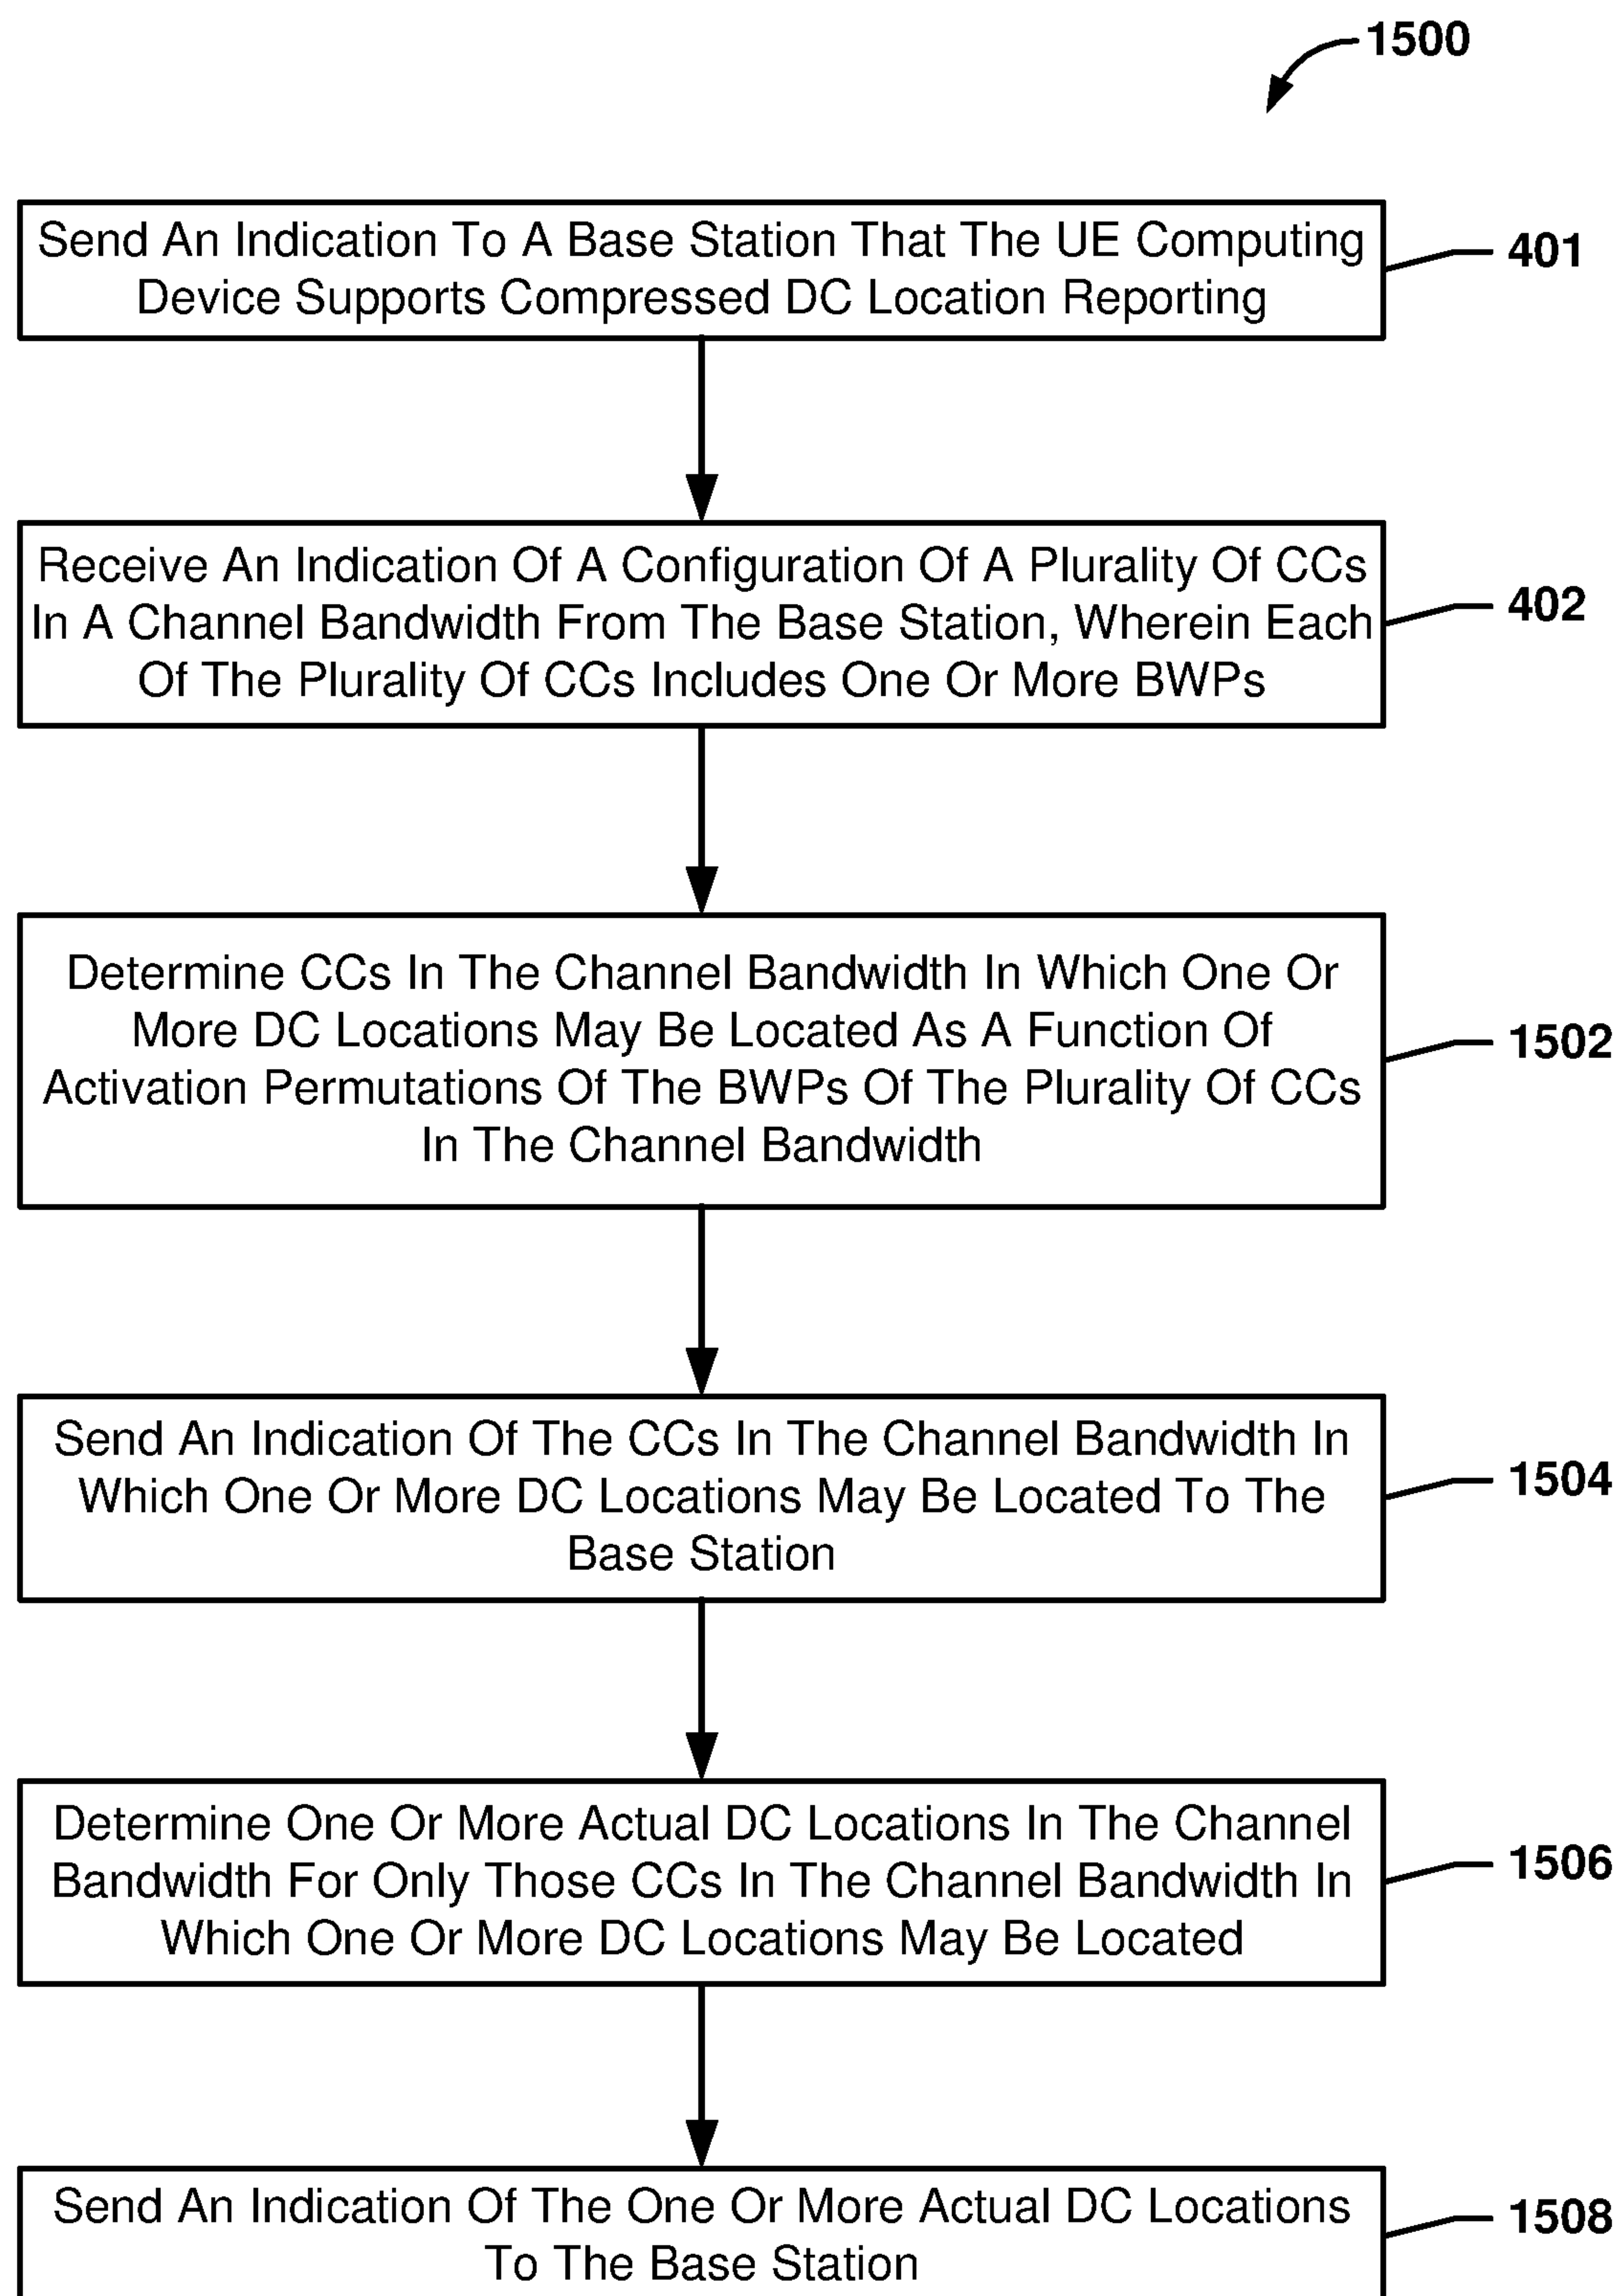 1500
Send An Indication To A Base Station That The UE Computing
Device Supports Compressed DC Location Reporting
401
Receive An Indication Of A Configuration Of A Plurality Of CCs
In A Channel Bandwidth From The Base Station, Wherein Each
Of The Plurality Of CCs Includes One Or More BWPs
402
Determine CCs In The Channel Bandwidth In Which One Or
More DC Locations May Be Located As A Function Of
Activation Permutations Of The BWPs Of The Plurality Of CCs
In The Channel Bandwidth
1502
Send An Indication Of The CCs In The Channel Bandwidth In
Which One Or More DC Locations May Be Located To The
Base Station
1504
Determine One Or More Actual DC Locations In The Channel
Bandwidth For Only Those CCs In The Channel Bandwidth In
Which One Or More DC Locations May Be Located
1506
Send An Indication Of The One Or More Actual DC Locations
To The Base Station
1508